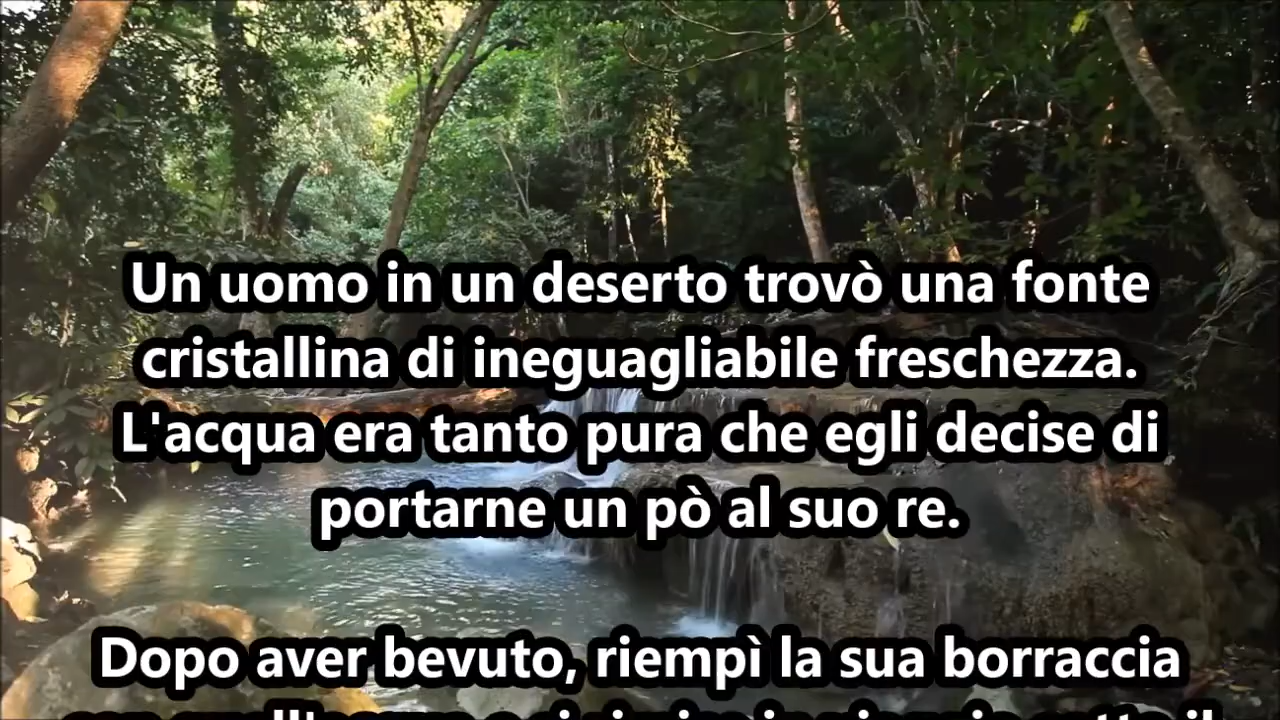 Un uomo in un deserto trovò una fonte
cristallina di ineguagliabile freschezza.
L'acqua era tanto pura che egli decise di
portarne un pò al suo re.
Dopo aver bevuto, riempì la sua borraccia